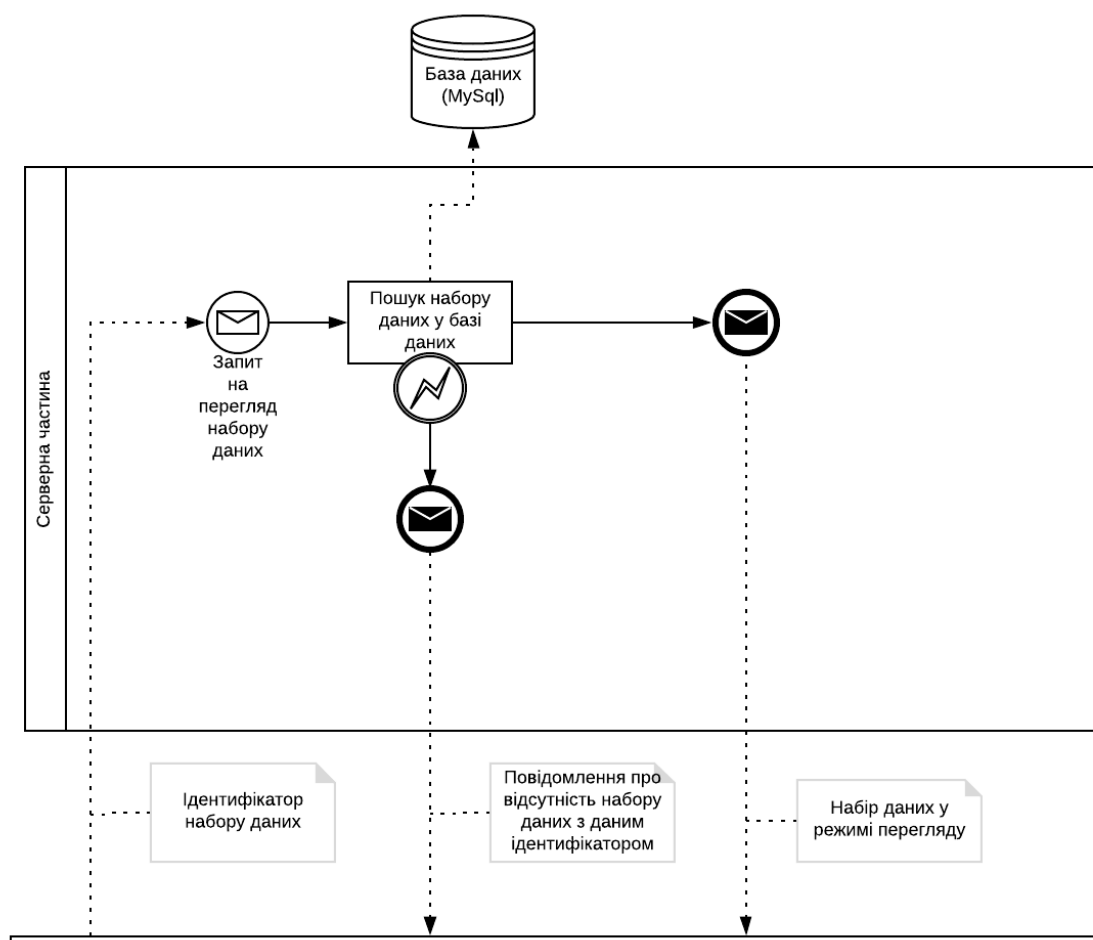 База даних
(MySql)
Серверна частина
Запит
на
перегляд
набору
даних
Пошук набору
даних у базі
даних
Ідентифікатор
набору даних
Повідомлення про
відсутність набору
даних з даним
ідентифікатором
Набір даних у
режимі перегляду